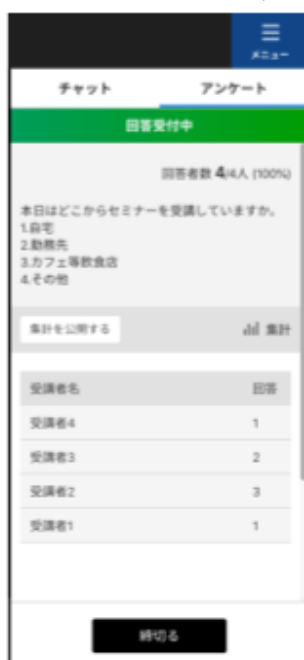 メニュー
チャット アンケート
回答受付中
回答者数 4/4人 (100%)
本日はどこからセミナーを受講していますか。
1.自宅
2.勤務先
3.カフェ等飲食店
4.その他
集計を公開する 集計
受講者名 回答
受講者4 1
受講者3 2
受講者2 3
受講者1 1
締切る